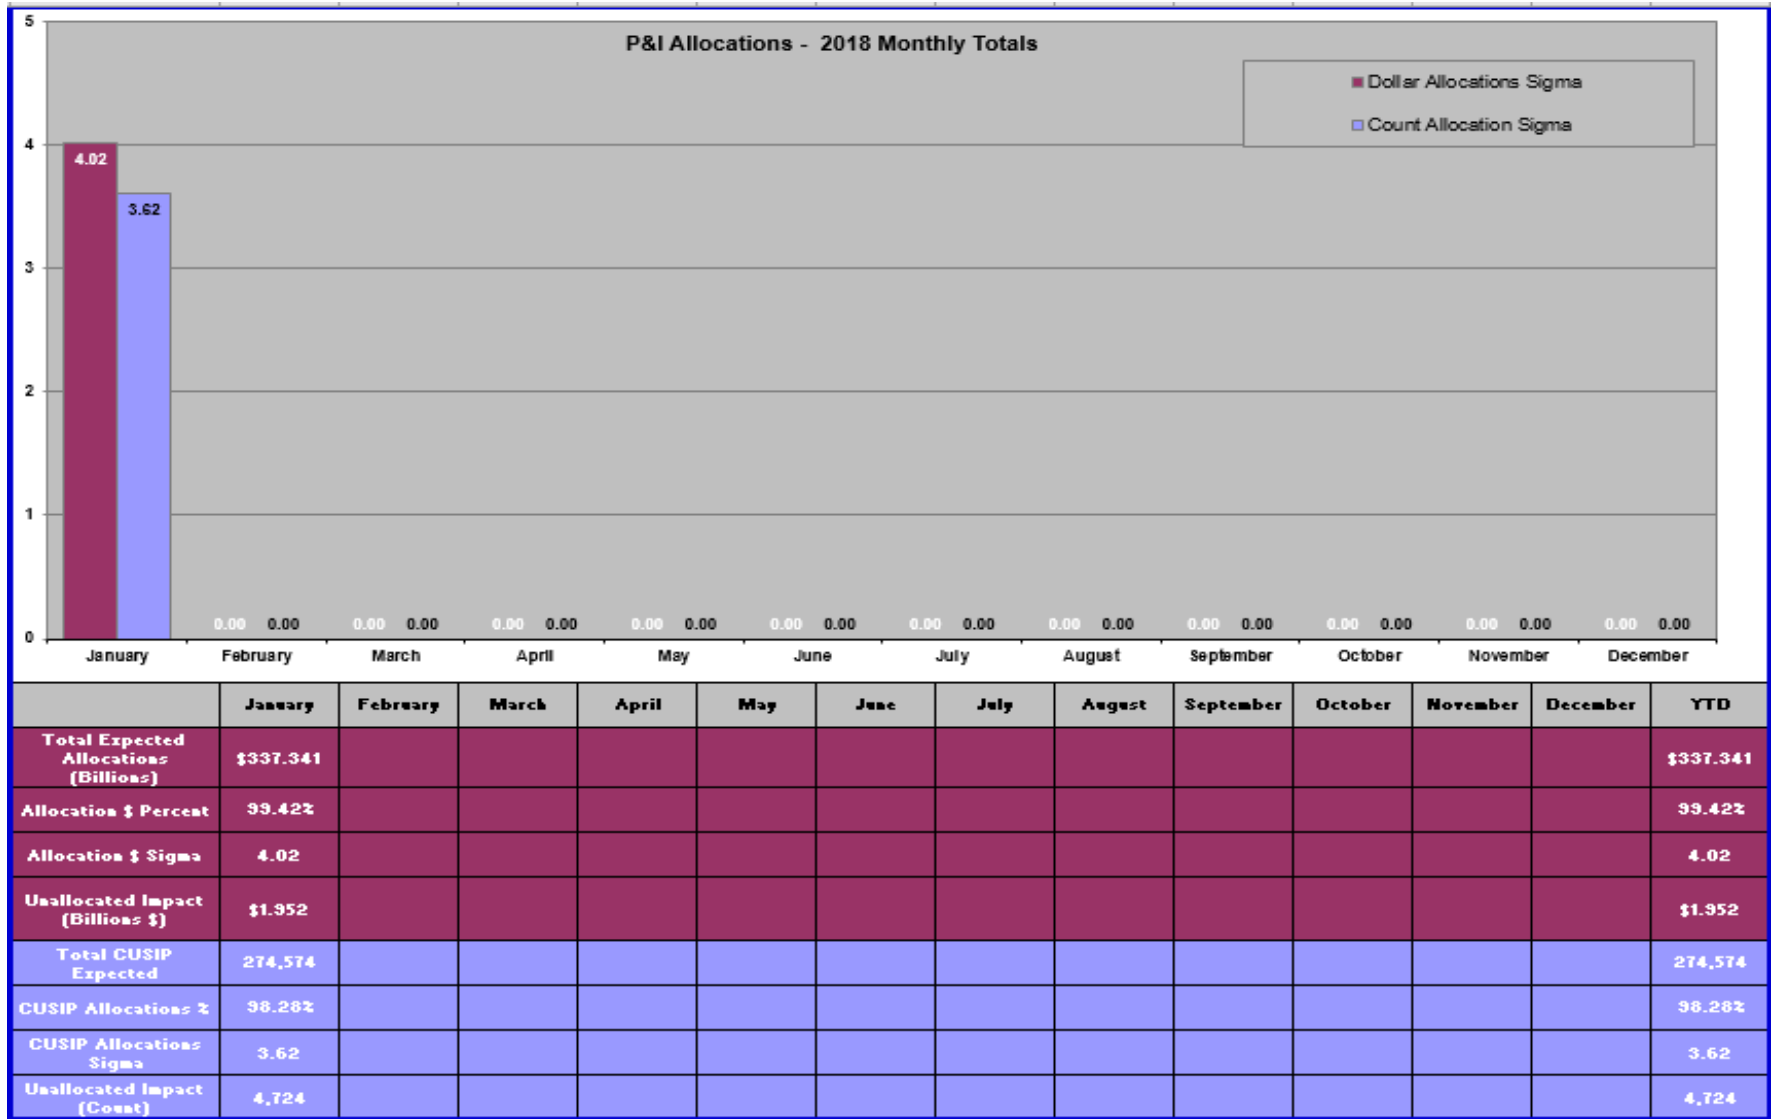 P&I Allocations - 2018 Monthly Totals
Dollar Allocations Sigma
Count Allocation Sigma
5
4
3
2
1
0
4.02
3.62
0.00 0.00 0.00 0.00 0.00 0.00 0.00 0.00 0.00 0.00 0.00 0.00 0.00 0.00 0.00 0.00 0.00 0.00 0.00 0.00 0.00 0.00
January February March April May June July August September October November December
January February March April May June July August September October November December YTD
Total Expected
Allocations
(Billions)
$337.341 $337.341
Allocation $ Percent 99.42% 99.42%
Allocation $ Sigma 4.02 4.02
Unallocated Impact
(Billions $)
$1.952 $1.952
Total CUSIP
Expected
274,574 274,574
CUSIP Allocations % 98.28% 98.28%
CUSIP Allocations
Sigma
3.62 3.62
Unallocated Impact
(Count)
4,724 4,724